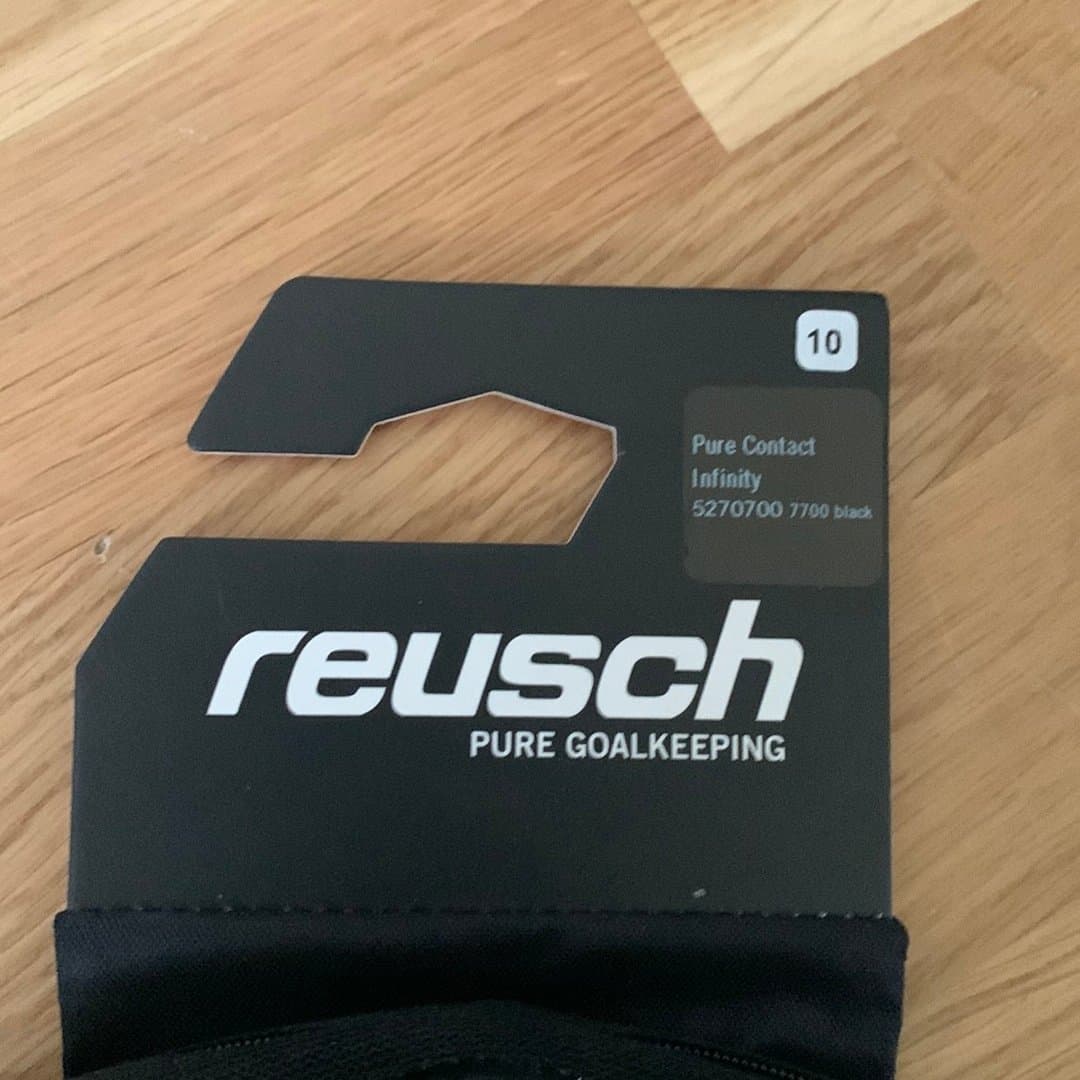 10
Pure Contact
Infinity
5270700 7700 black
reusch
PURE GOALKEEPING